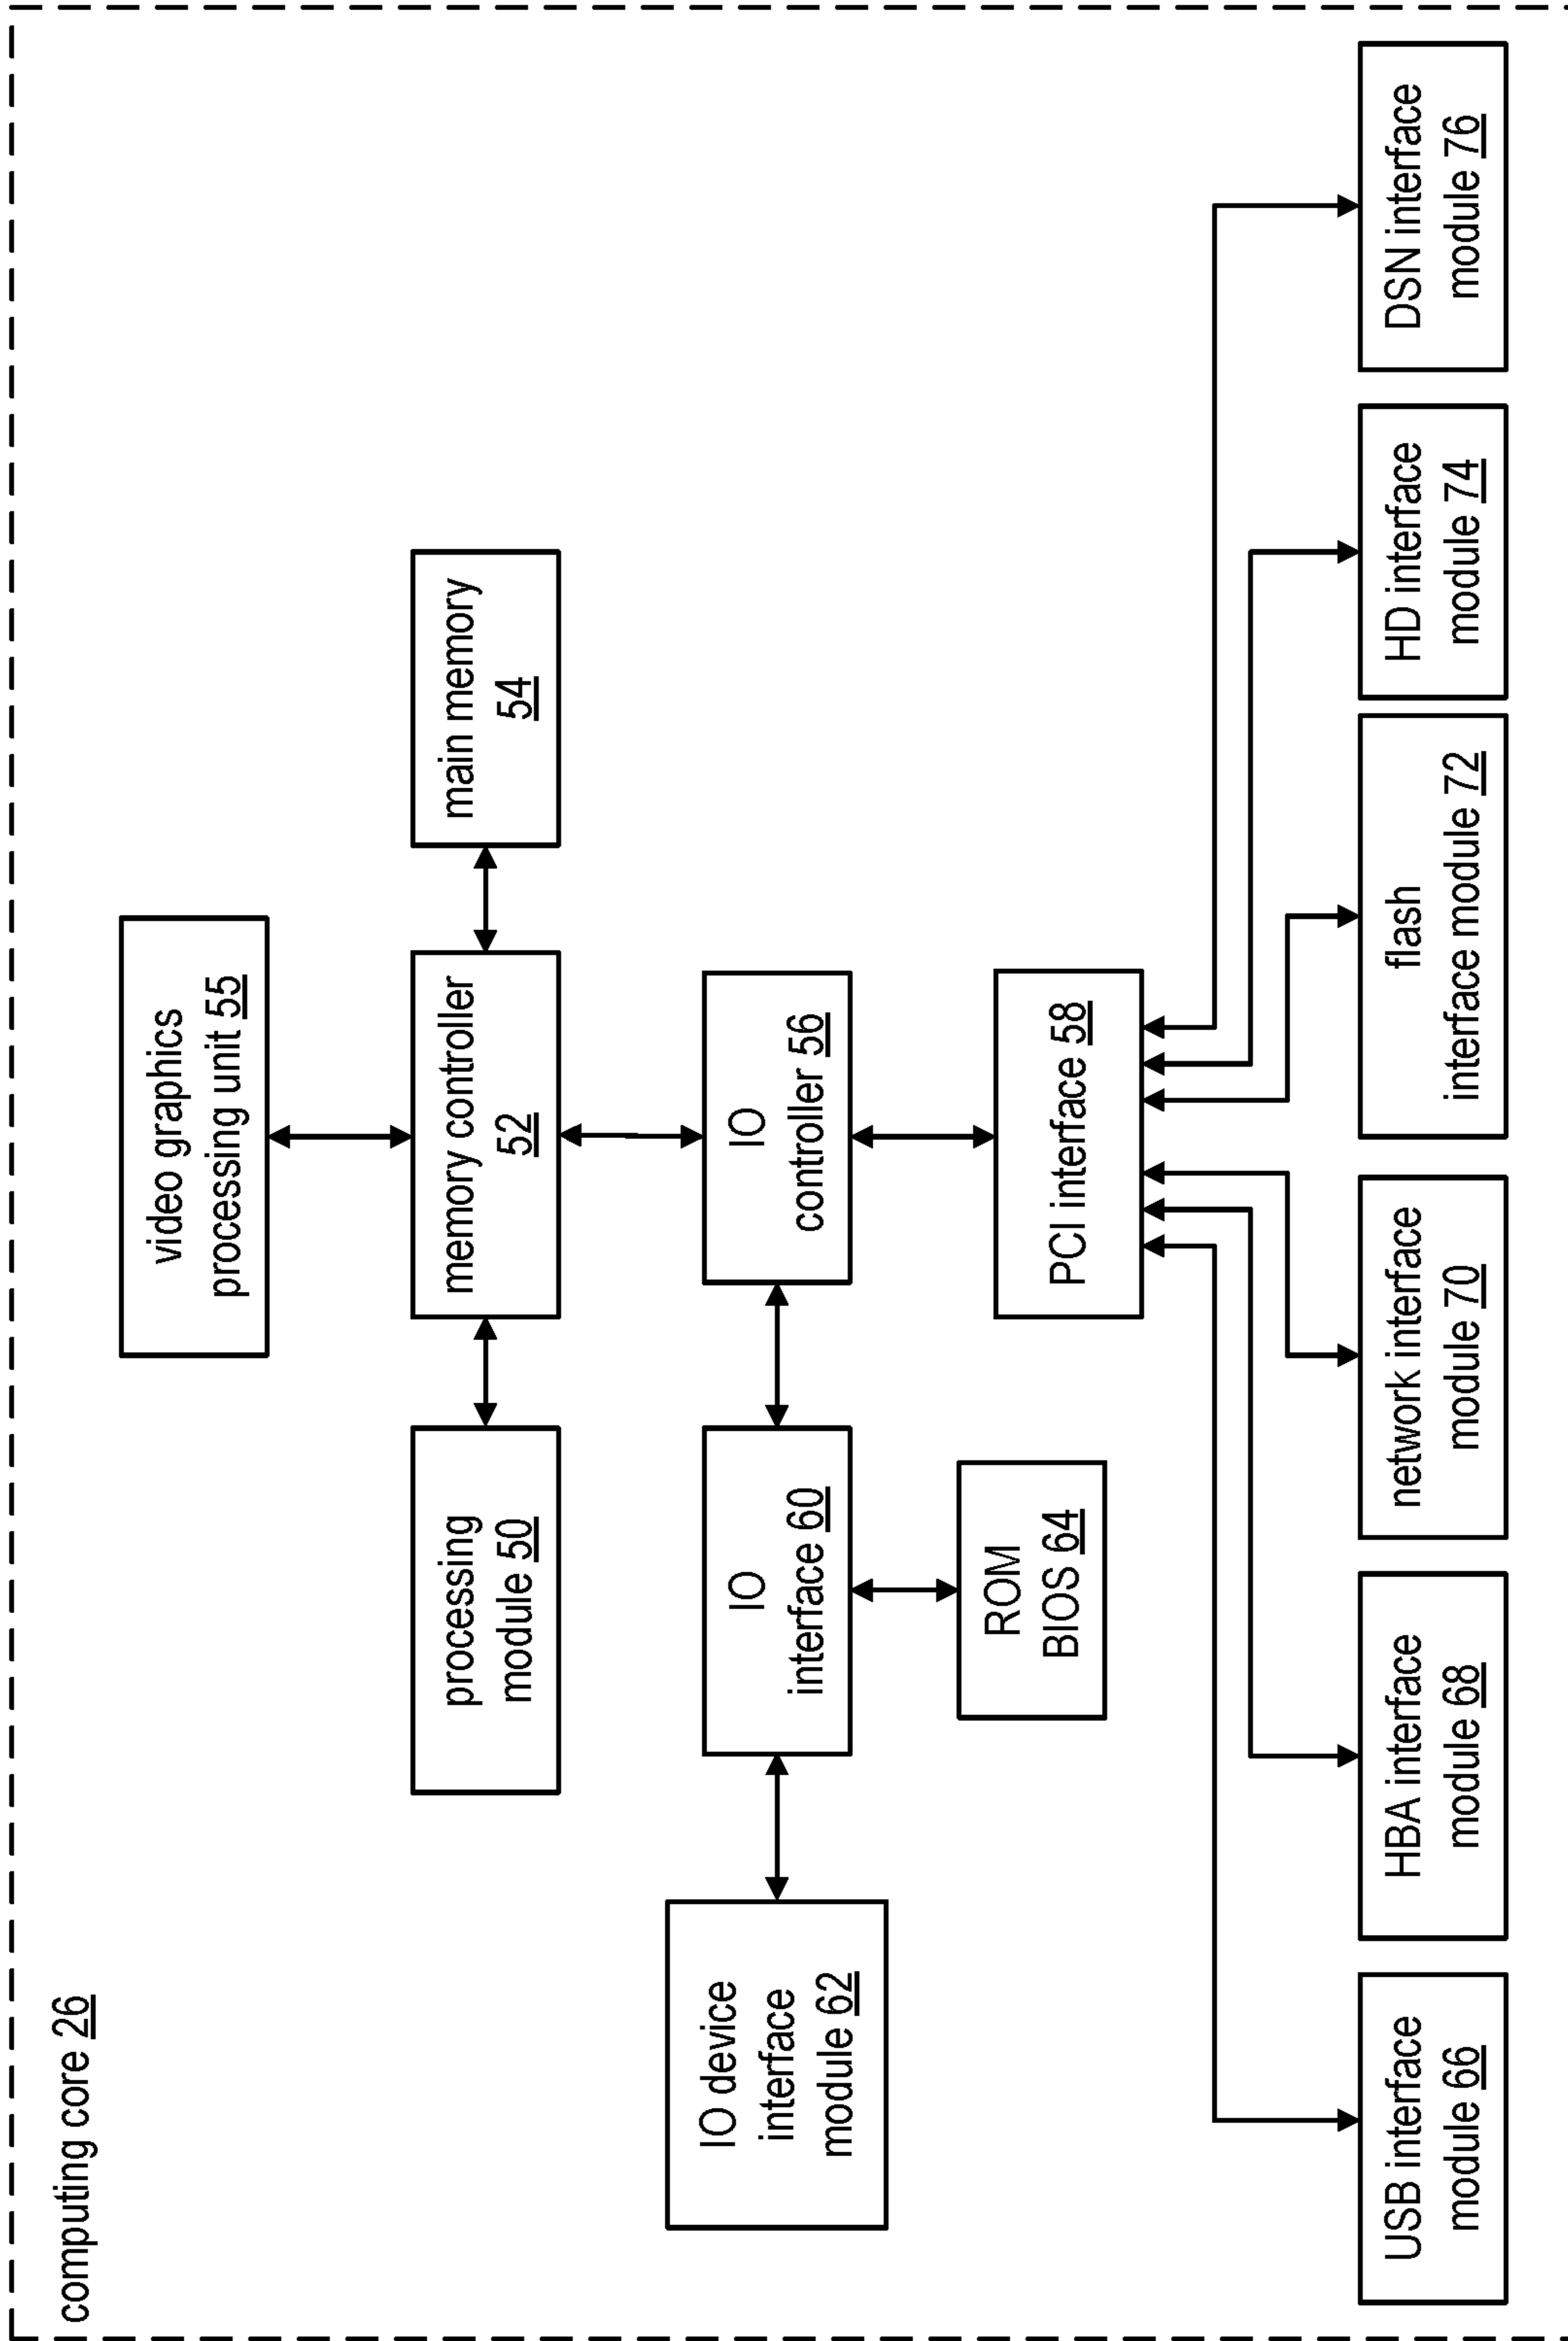 computing core 26
video graphics
processing unit 55
processing
module 50
memory controller
52
main memory
54
IO device
interface
module 62
IO
interface 60
IO
controller 56
ROM
BIOS 64
PCI interface 58
USB interface
module 66
HBA interface
module 68
network interface
module 70
flash
interface module 72
HD interface
module 74
DSN interface
module 76